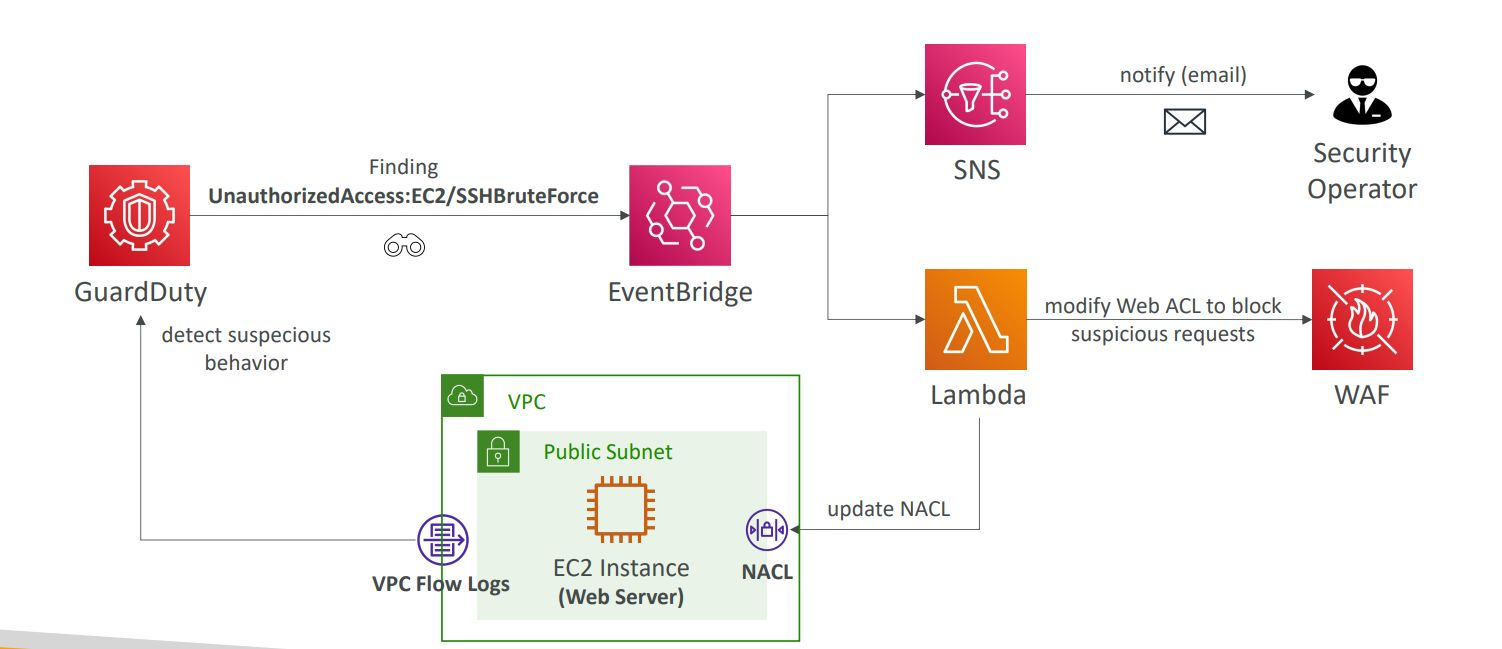 notify (email)
SNS
Security
Operator
Finding
UnauthorizedAccess:EC2/SSHBruteForce
GuardDuty
EventBridge
detect suspecious
behavior
modify Web ACL to block
suspicious requests
Lambda
WAF
VPC
Public Subnet
update NACL
EC2 Instance
(Web Server)
VPC Flow Logs
NACL